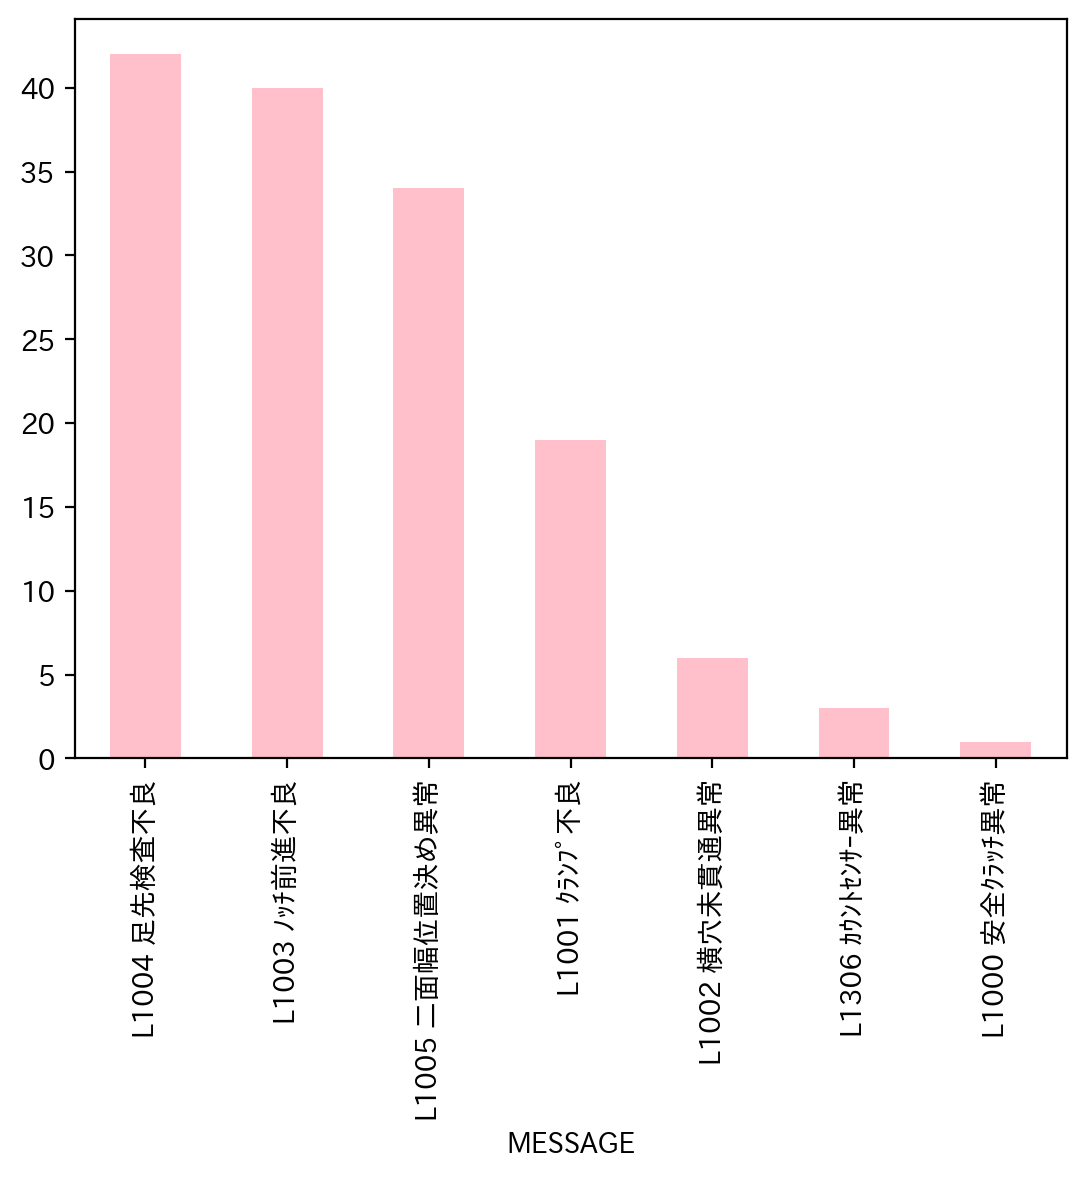 40
35
30
25
20
15
10
5
0
L1004 足先検査不良
L1003 ﾉｯﾁ前進不良
L1005 二面幅位置決め異常
L1001 ｸﾗﾝﾌﾟ不良
L1002 横穴未貫通異常
L1306 ｶｳﾝﾄｾﾝｻｰ異常
L1000 安全ｸﾗｯﾁ異常
MESSAGE